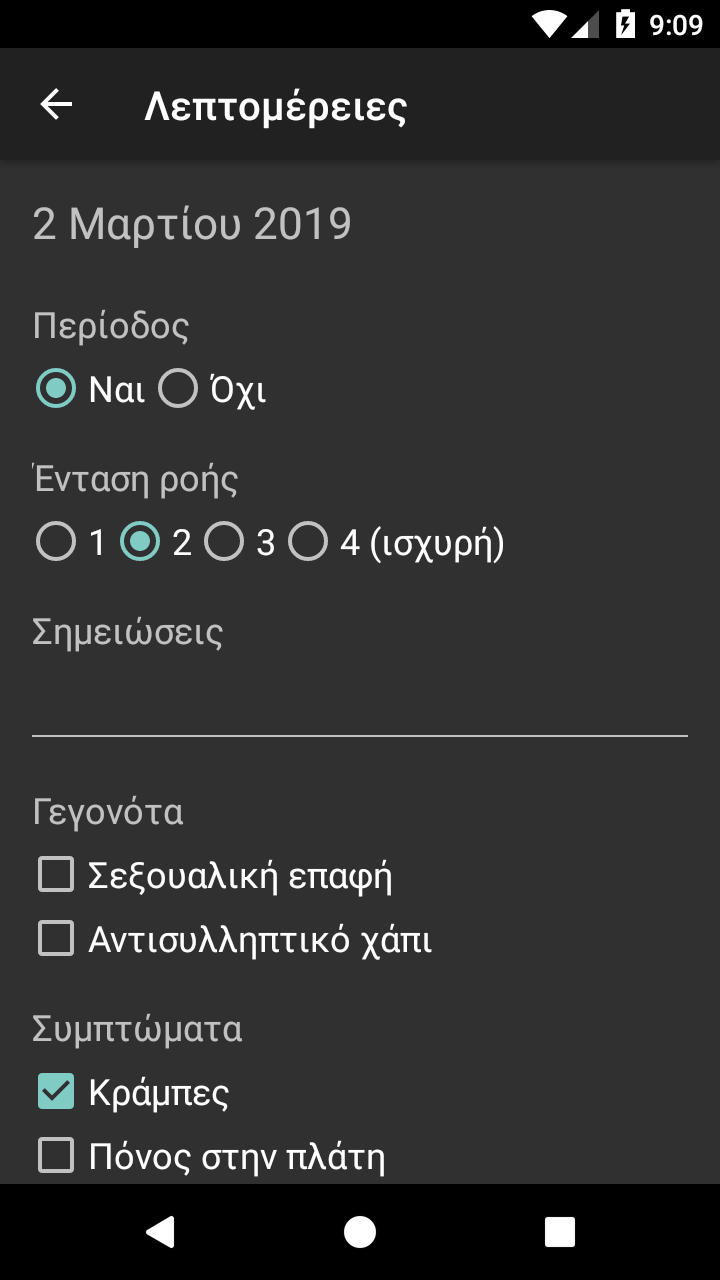 9:09
Λεπτομέρειες
2 Μαρτίου 2019
Περίοδος
Ναι Όχι
Ένταση ροής
1 2 3 4 (ισχυρή)
Σημειώσεις
Γεγονότα
Σεξουαλική επαφή
Αντισυλληπτικό χάπι
Συμπτώματα
Κράμπες
Πόνος στην πλάτη